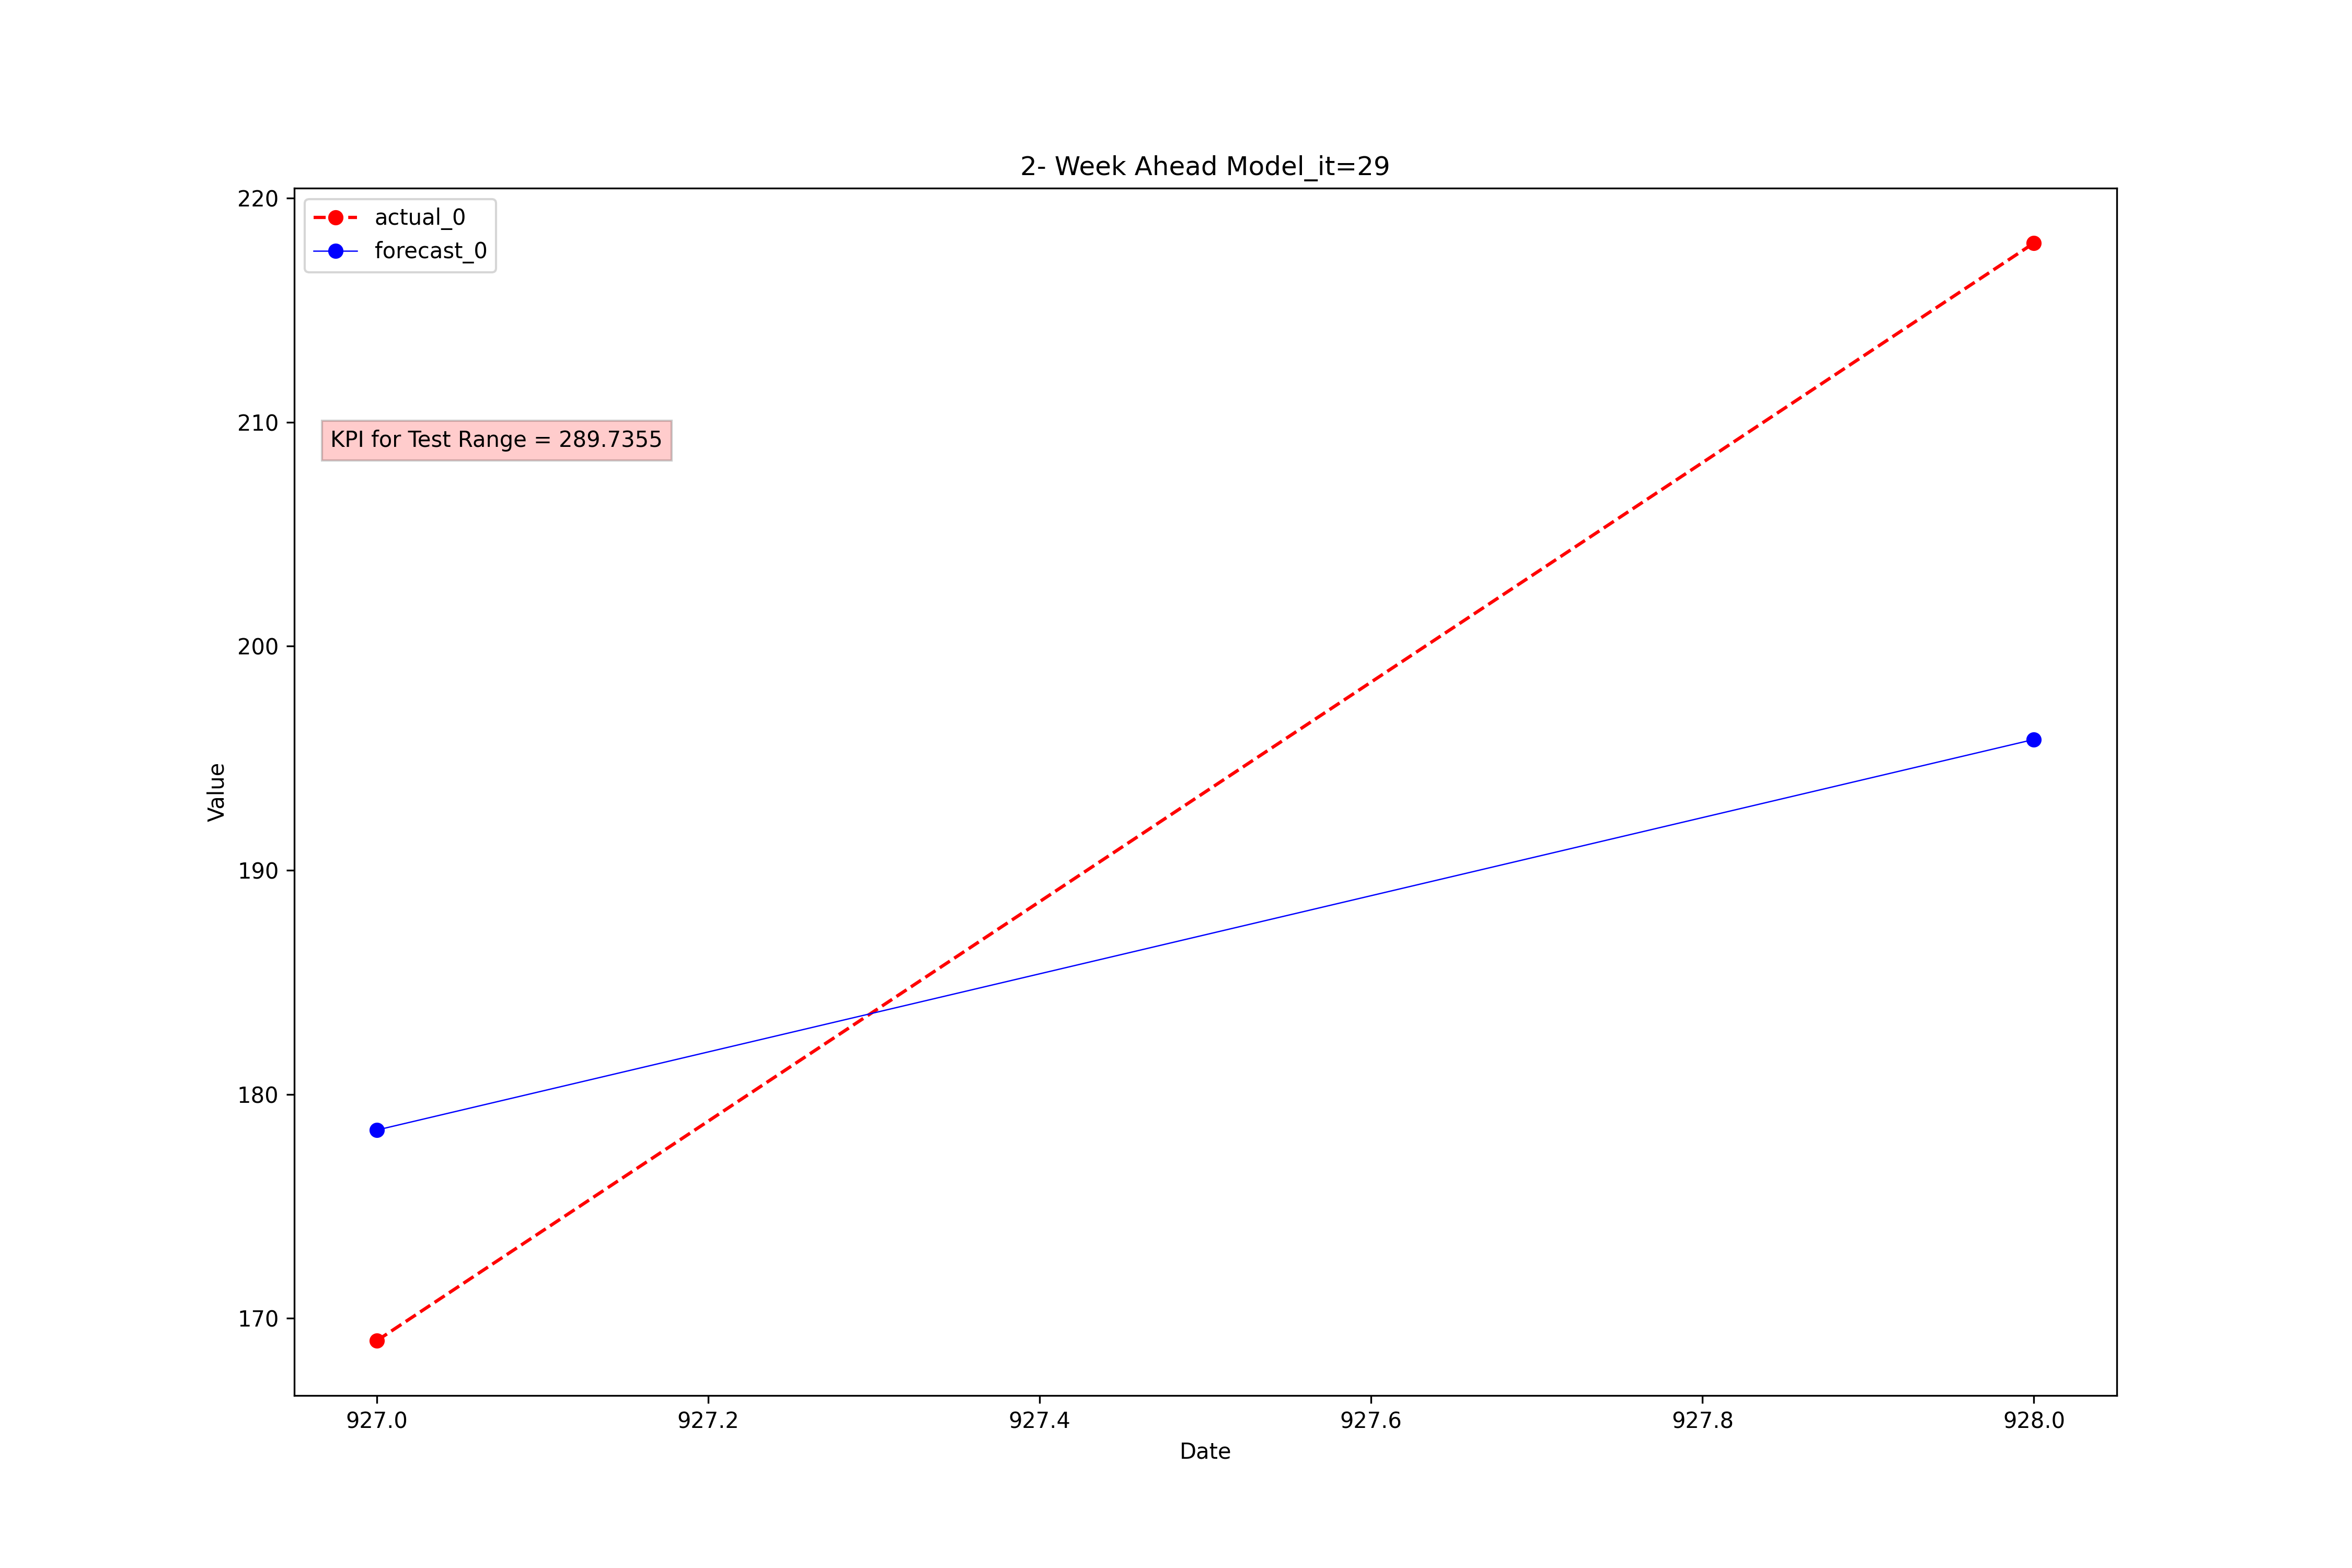 2- Week Ahead Model_it=29
220
actual_0
forecast_0
210
KPI for Test Range = 289.7355
200
Value
190
180
170
927.0 927.2 927.4 927.6 927.8 928.0
Date